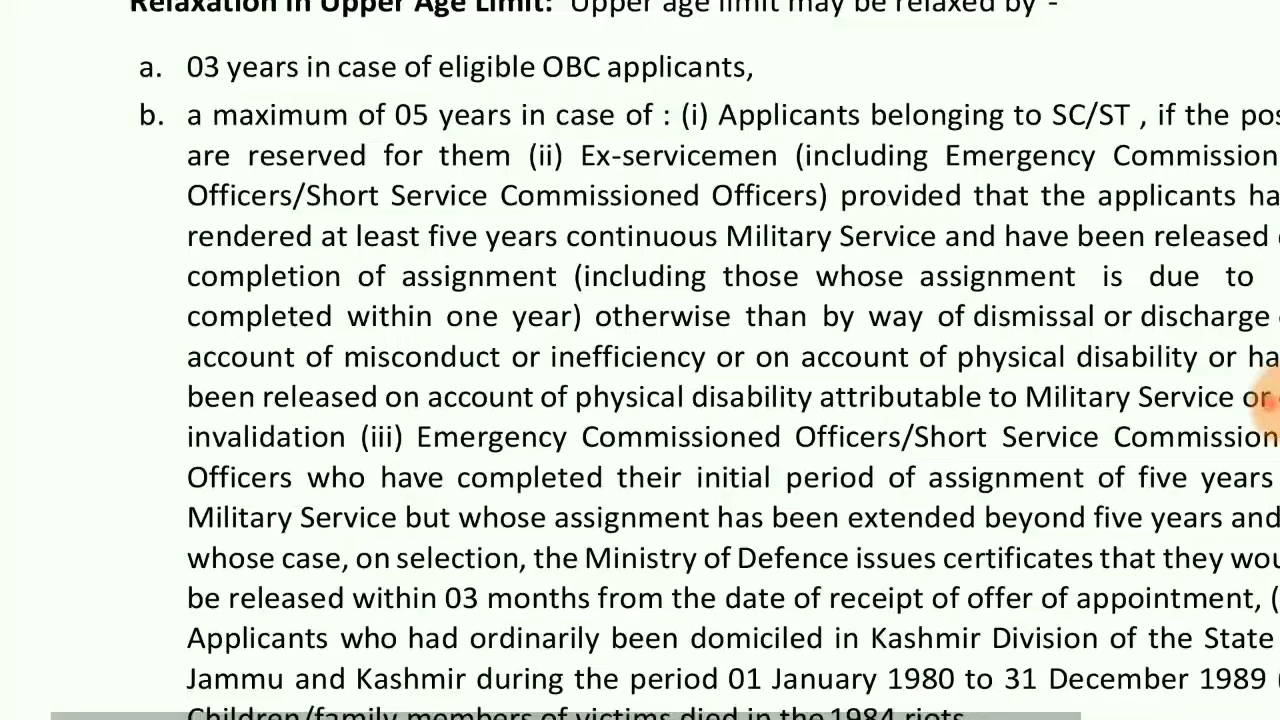 Relaxation in Upper Age Limit: Upper age limit may be relaxed by -
a. 03 years in case of eligible OBC applicants,
b. a maximum of 05 years in case of : (i) Applicants belonging to SC/ST , if the pos
are reserved for them (ii) Ex-servicemen (including Emergency Commission
Officers/Short Service Commissioned Officers) provided that the applicants ha
rendered at least five years continuous Military Service and have been released
completion of assignment (including those whose assignment is due to
completed within one year) otherwise than by way of dismissal or discharge
account of misconduct or inefficiency or on account of physical disability or ha
been released on account of physical disability attributable to Military Service or
invalidation (iii) Emergency Commissioned Officers/Short Service Commission
Officers who have completed their initial period of assignment of five years
Military Service but whose assignment has been extended beyond five years and
whose case, on selection, the Ministry of Defence issues certificates that they wou
be released within 03 months from the date of receipt of offer of appointment, (
Applicants who had ordinarily been domiciled in Kashmir Division of the State
Jammu and Kashmir during the period 01 January 1980 to 31 December 1989
Children/family members of victims died in the 1984 riots